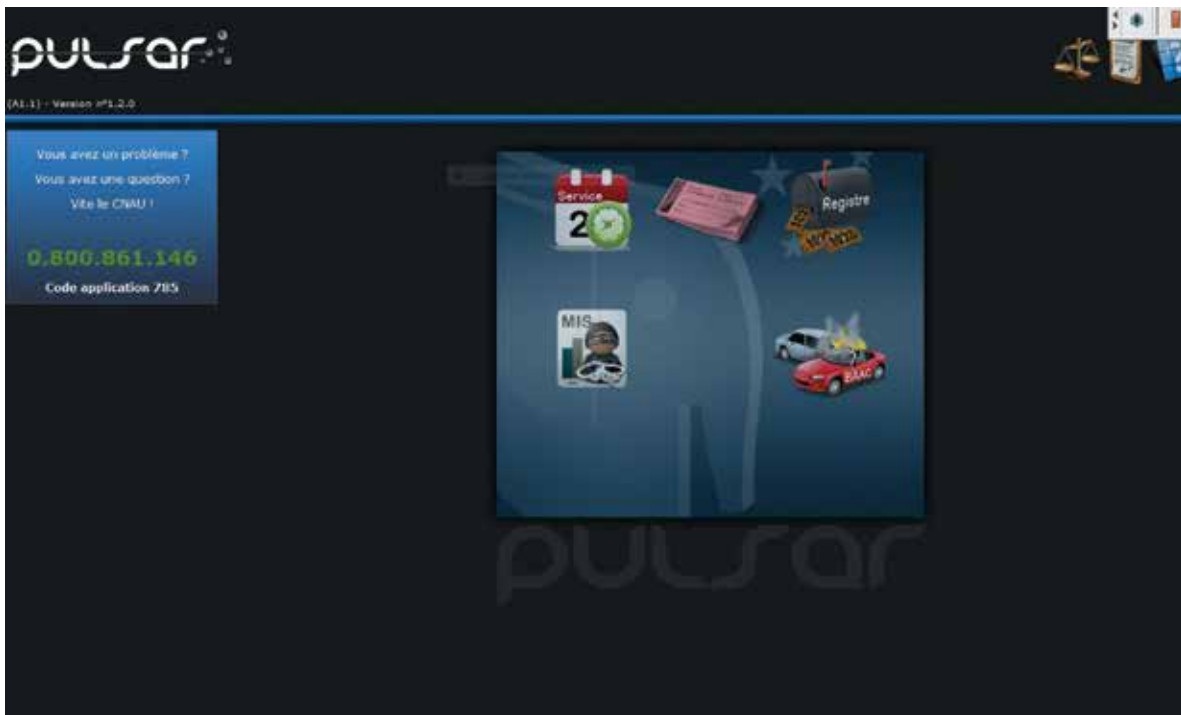 pulsar
(A1.1) - Version n°1.2.0
Vous avez un problème ?
Vous avez une question ?
Vite le CNAU !
0.800.861.146
Code application 785
Service
2
Registre
MIS
BAAC
pulsar